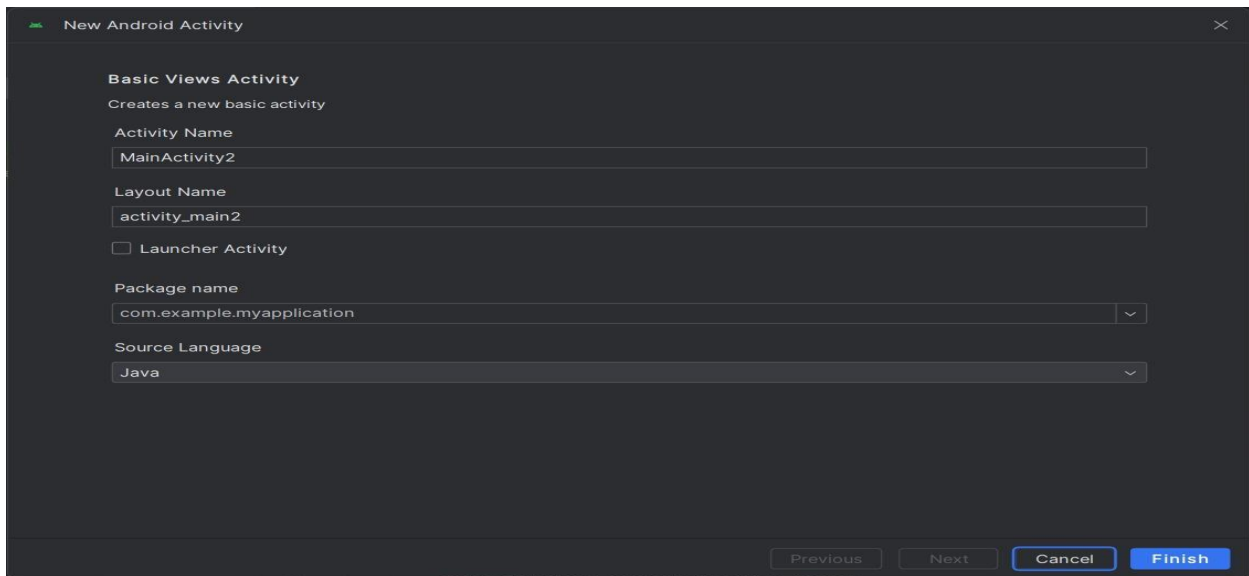 New Android Activity
Basic Views Activity
Creates a new basic activity
Activity Name
MainActivity2
Layout Name
activity_main2
Launcher Activity
Package name
com.example.myapplication
Source Language
Java
Previous Next Cancel Finish